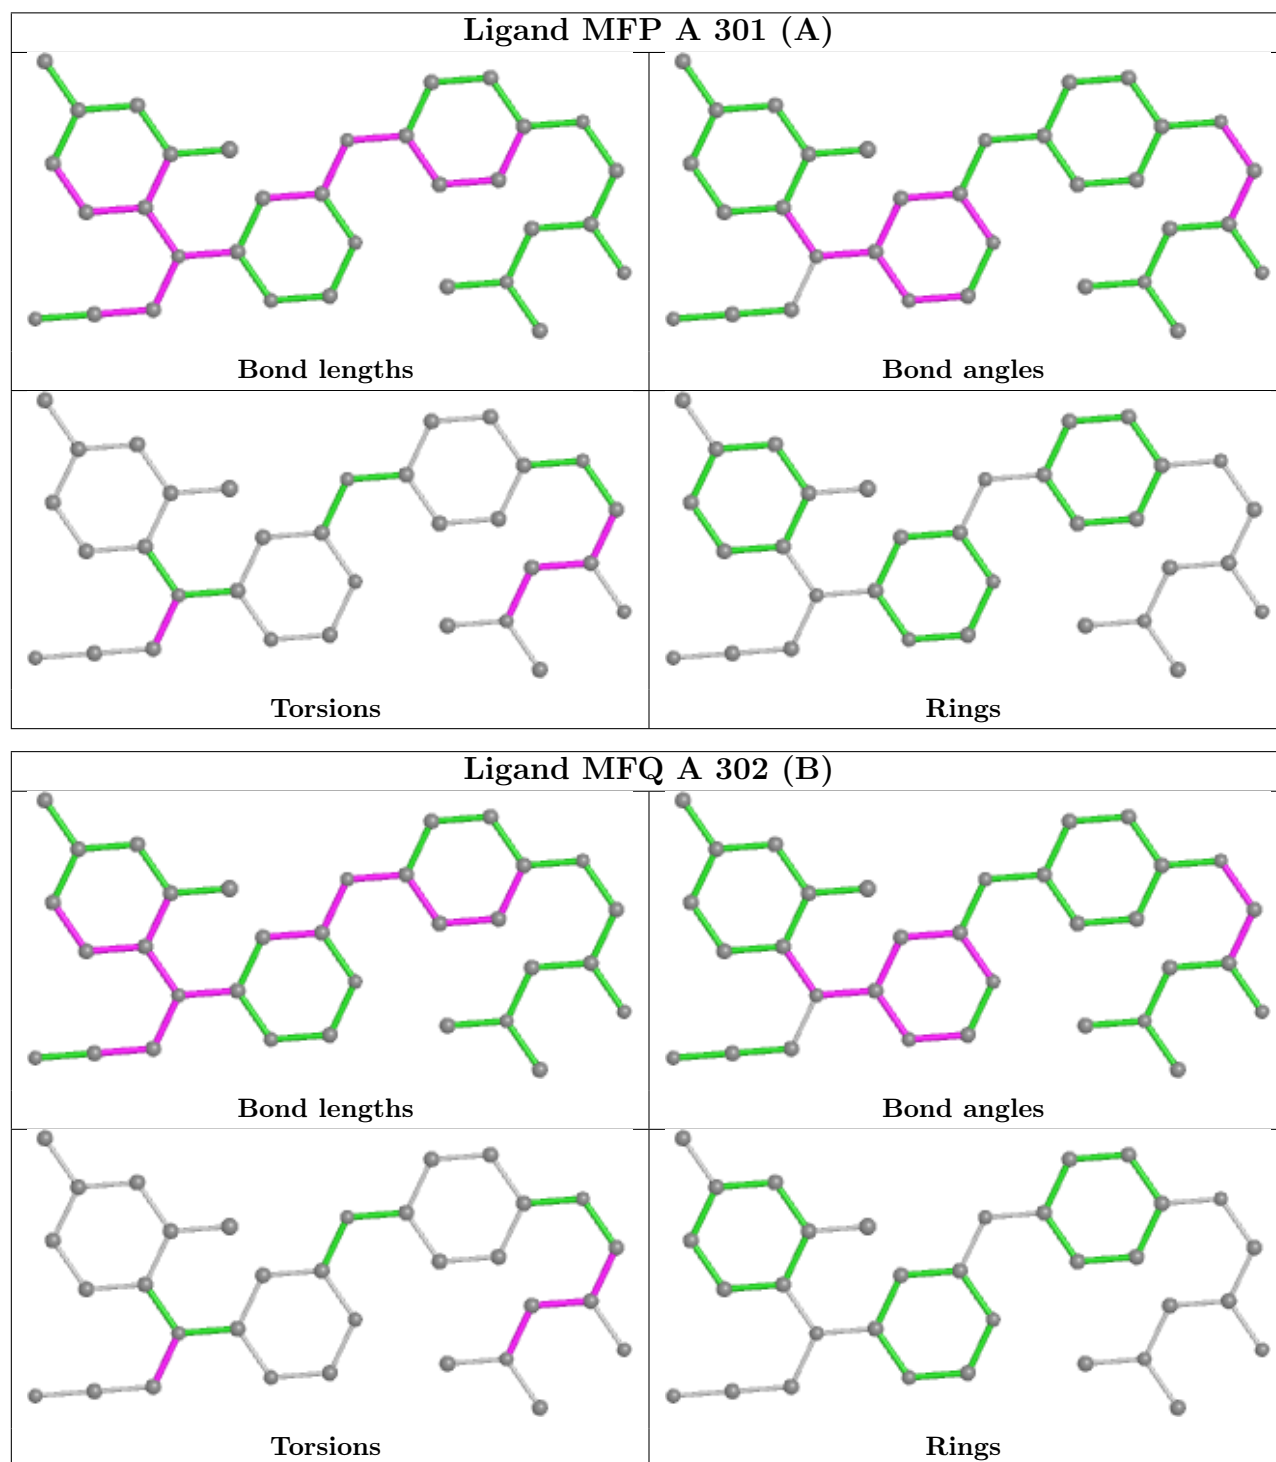 Ligand MFP A 301 (A)
Bond lengths
Bond angles
Torsions
Rings
Ligand MFQ A 302 (B)
Bond lengths
Bond angles
Torsions
Rings